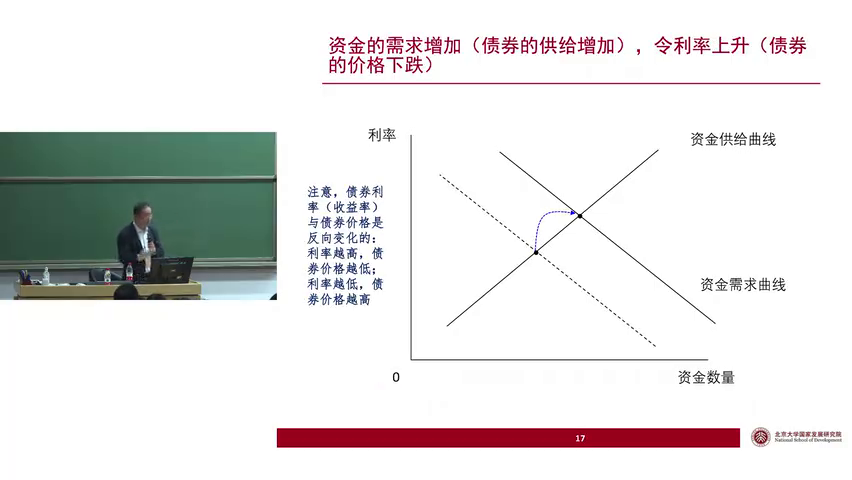 资金的需求增加（债券的供给增加），令利率上升（债券
的价格下跌）
利率
资金供给曲线
注意，债券利
率（收益率）
与债券价格是
反向变化的：
利率越高，债
券价格越低；
利率越低，债
券价格越高
资金需求曲线
0
资金数量
17
北京大学国家发展研究院
National School of Development